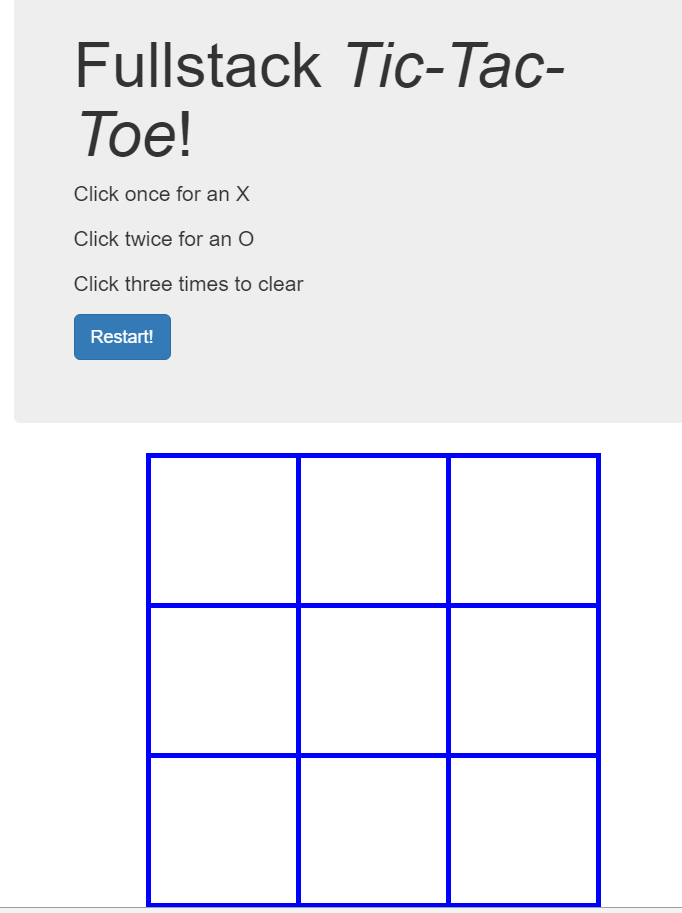 Fullstack Tic-Tac-
Toe!
Click once for an X
Click twice for an O
Click three times to clear
Restart!